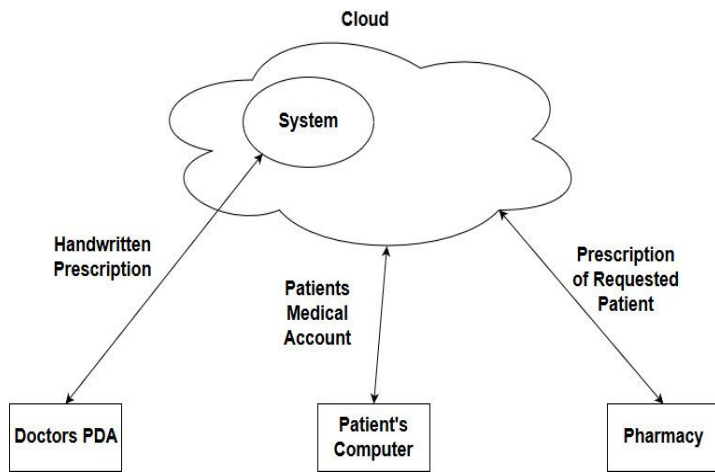 Cloud
System
Handwritten
Prescription
Patients
Medical
Account
Prescription
of Requested
Patient
Doctors PDA
Patient's
Computer
Pharmacy